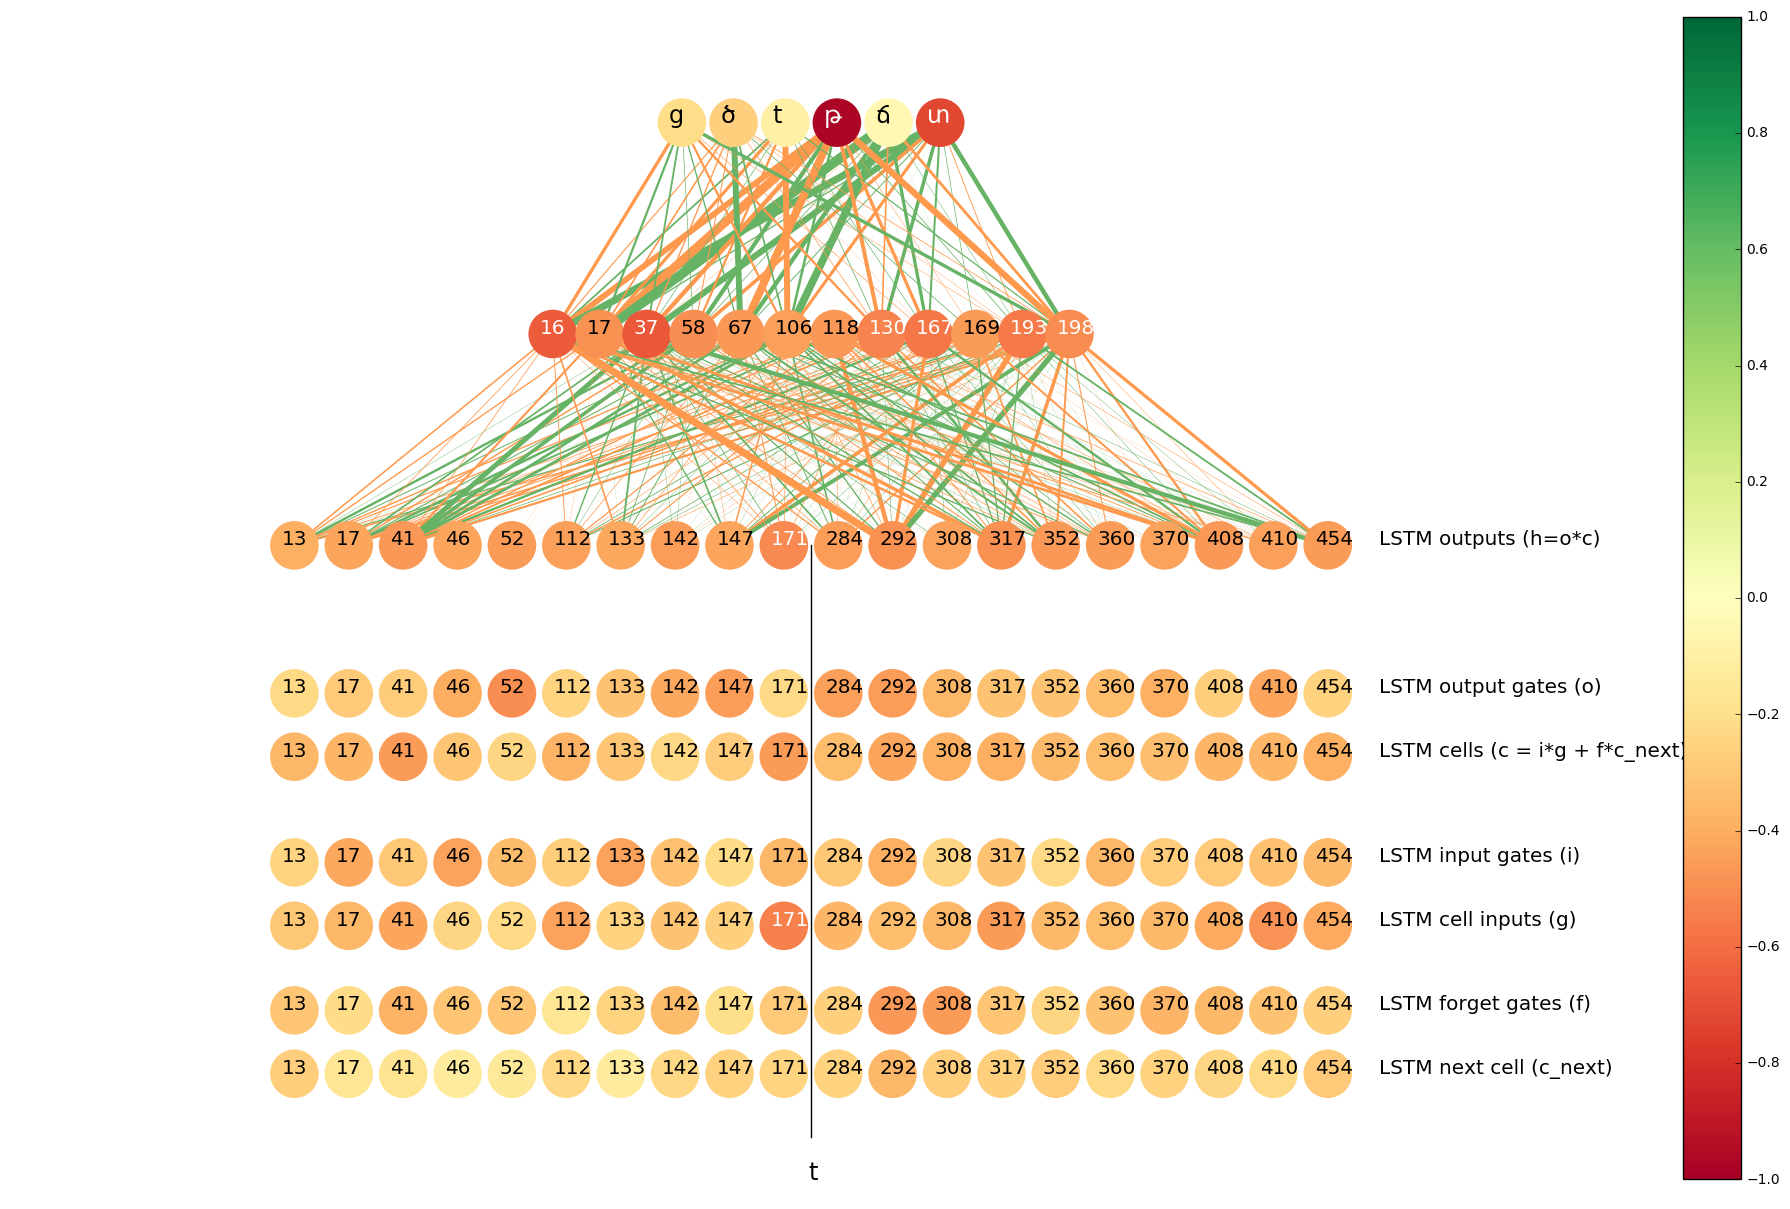 ց ծ t թ ճ տ
16 17 37 58 67 106 118 130 167 169 193 198
13 17 41 46 52 112 133 142 147 171 284 292 308 317 352 360 370 408 410 454 LSTM outputs (h=o*c)
13 17 41 46 52 112 133 142 147 171 284 292 308 317 352 360 370 408 410 454 LSTM output gates (o)
13 17 41 46 52 112 133 142 147 171 284 292 308 317 352 360 370 408 410 454 LSTM cells (c = i*g + f*c_next)
13 17 41 46 52 112 133 142 147 171 284 292 308 317 352 360 370 408 410 454 LSTM input gates (i)
13 17 41 46 52 112 133 142 147 171 284 292 308 317 352 360 370 408 410 454 LSTM cell inputs (g)
13 17 41 46 52 112 133 142 147 171 284 292 308 317 352 360 370 408 410 454 LSTM forget gates (f)
13 17 41 46 52 112 133 142 147 171 284 292 308 317 352 360 370 408 410 454 LSTM next cell (c_next)
t
1.0
0.8
0.6
0.4
0.2
0.0
−0.2
−0.4
−0.6
−0.8
−1.0